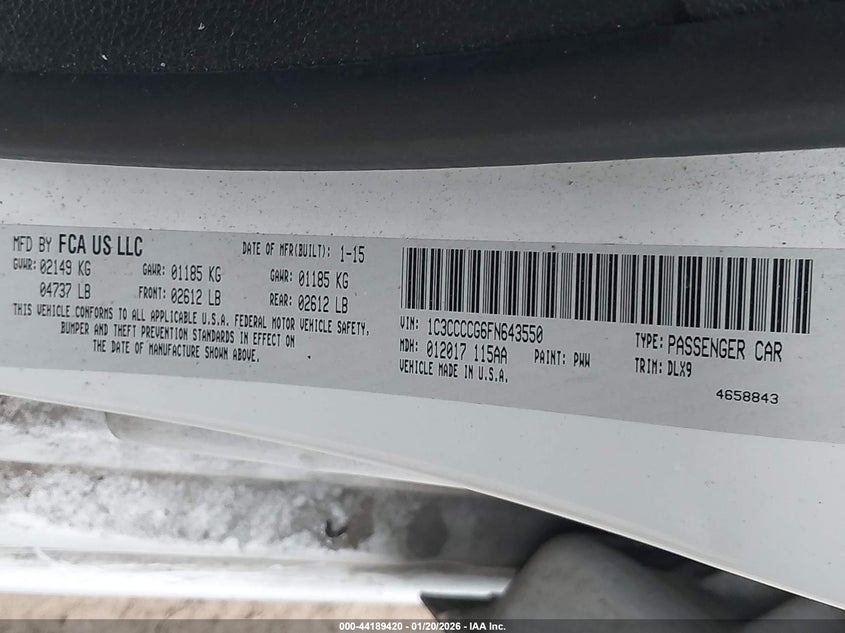 MFD BY FCA US LLC
DATE OF MFR(BUILT): 1-15
GVWR: 02149 KG GAWR: 01185 KG GAWR: 01185 KG
04737 LB FRONT: 02612 LB REAR: 02612 LB
THIS VEHICLE CONFORMS TO ALL APPLICABLE U.S.A. FEDERAL MOTOR VEHICLE SAFETY,
BUMPER AND THEFT PREVENTION STANDARDS IN EFFECT ON
THE DATE OF MANUFACTURE SHOWN ABOVE.
VIN: 1C3CCCCG6FN643550 TYPE: PASSENGER CAR
MDH: 012017 115AA PAINT: PWW TRIM: DLX9
VEHICLE MADE IN U.S.A.
4658843
000-44189420 - 01/20/2026 - IAA Inc.